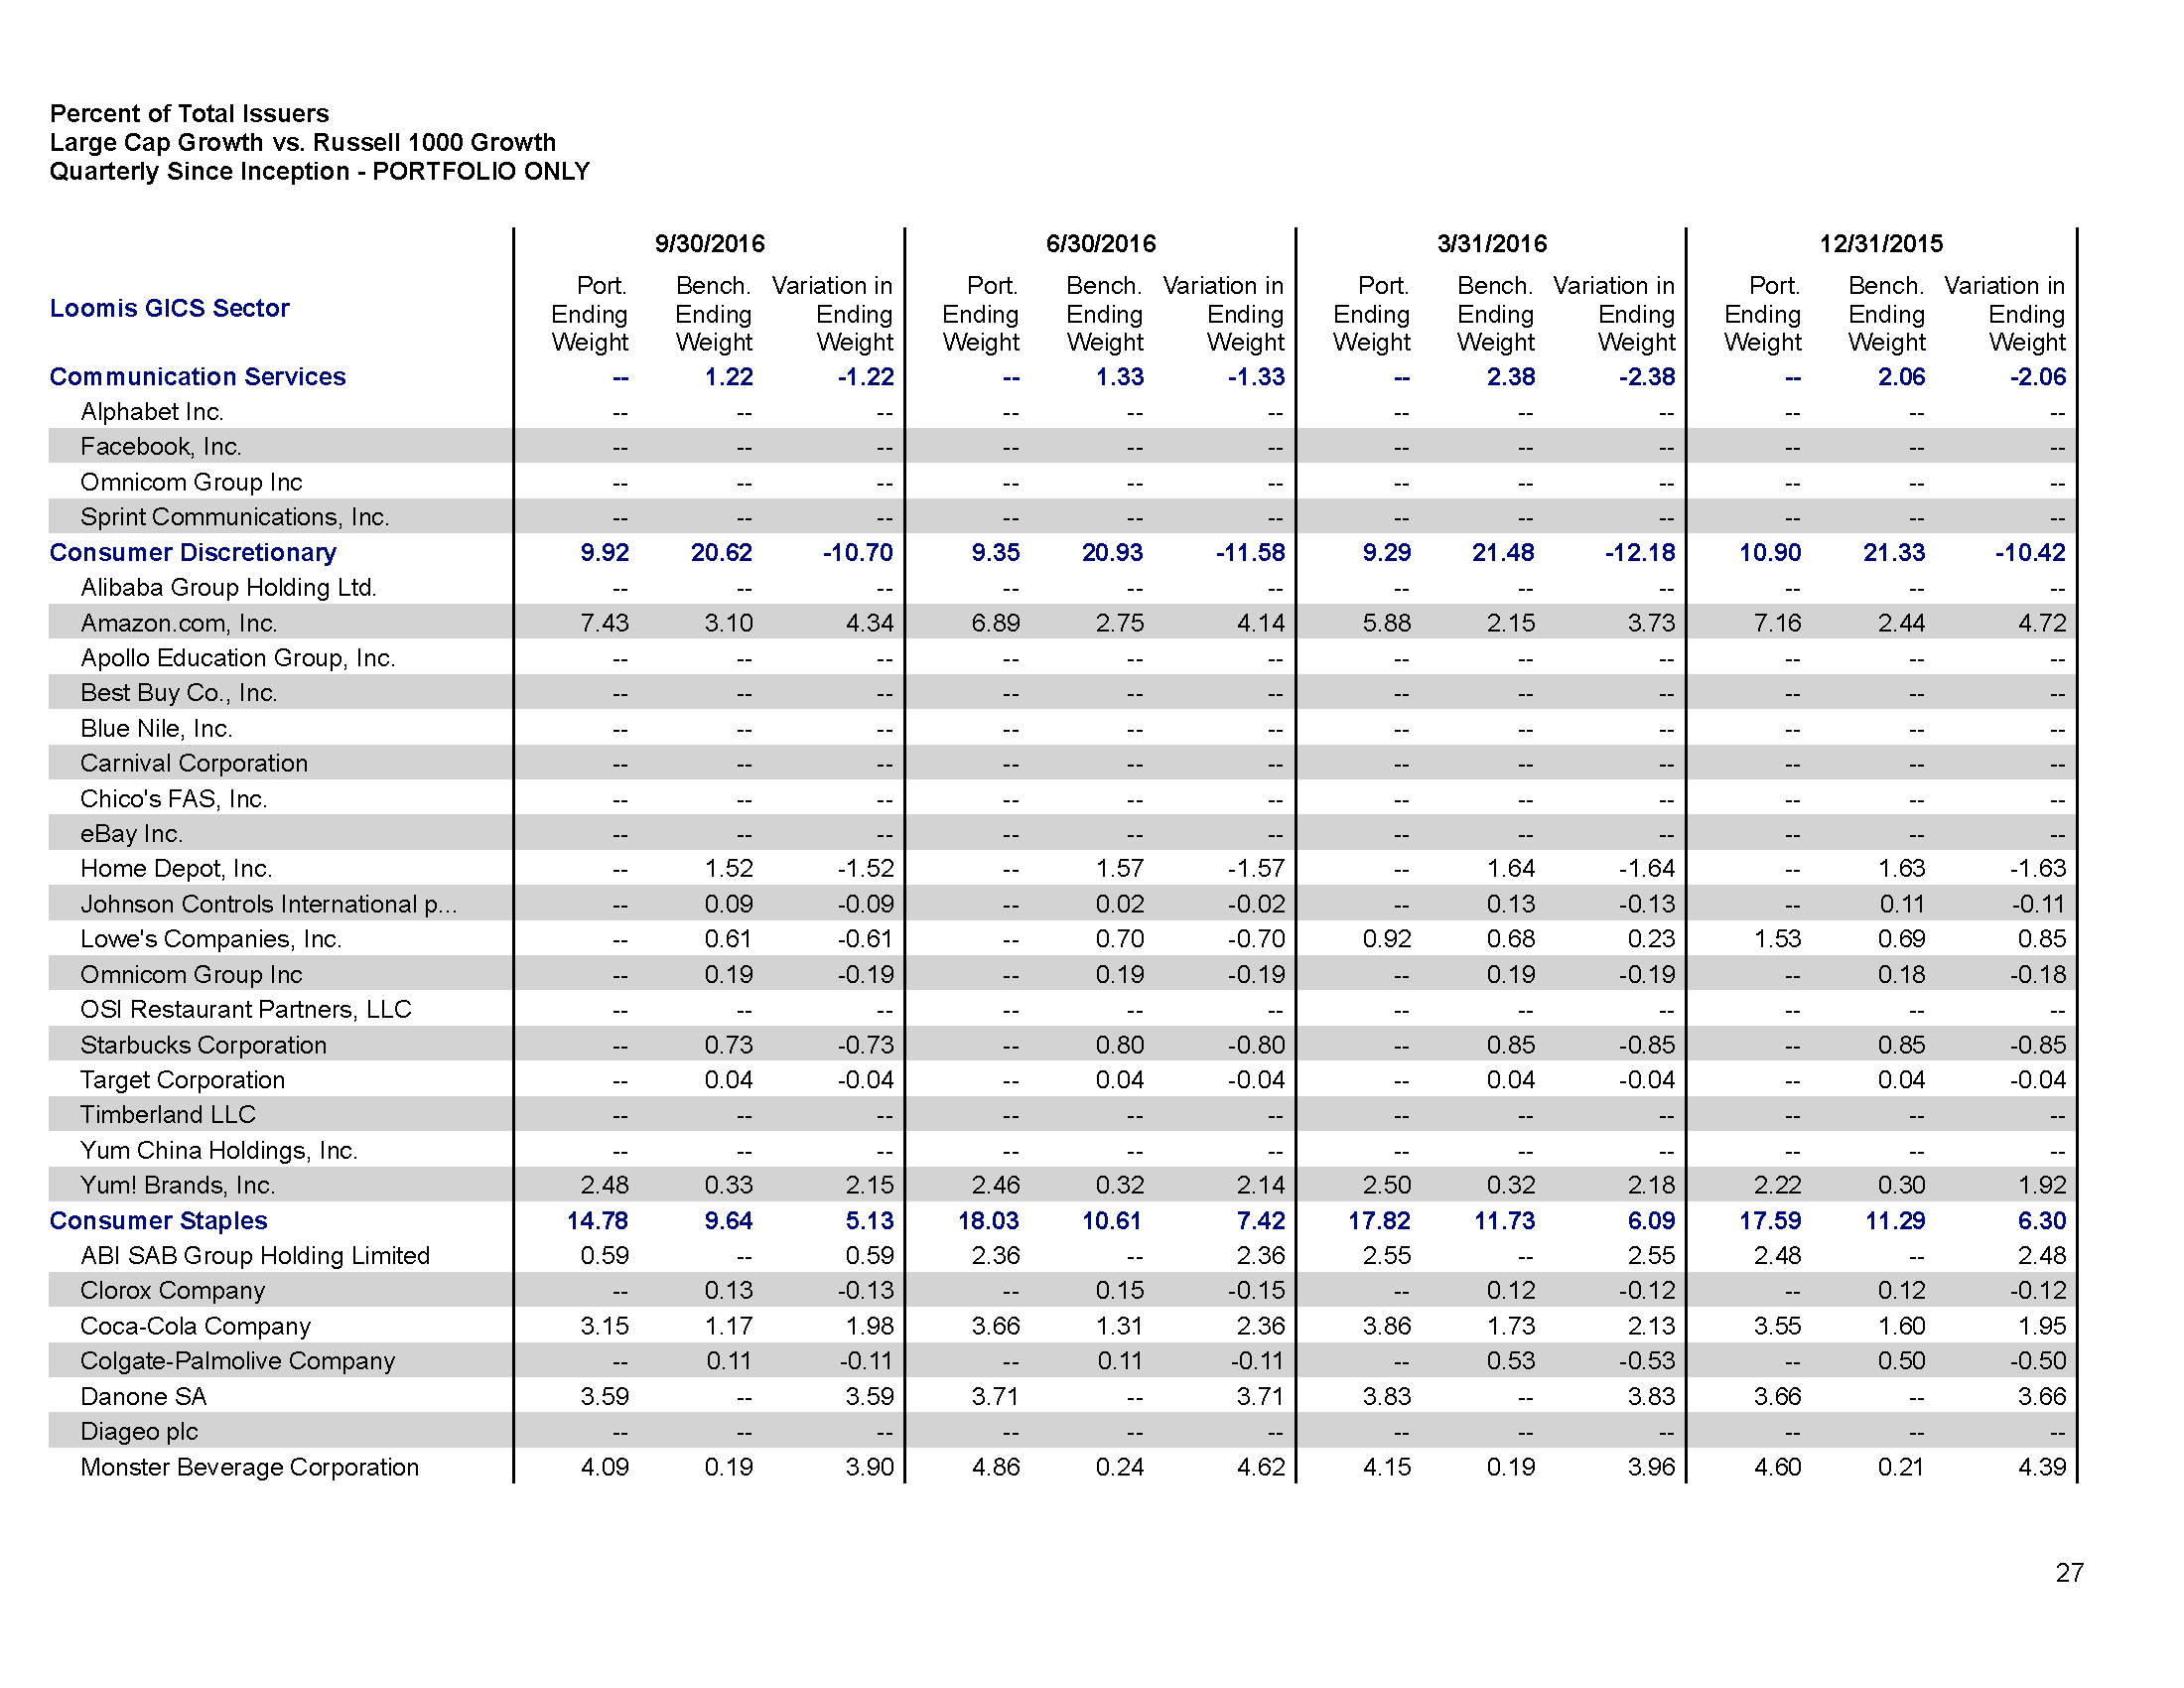 Percent of Total Issuers
Large Cap Growth vs. Russell 1000 Growth
Quarterly Since Inception - PORTFOLIO ONLY
9/30/2016 6/30/2016 3/31/2016 12/31/2015
Loomis GICS Sector
Port. Bench. Variation in Port. Bench. Variation in Port. Bench. Variation in Port. Bench. Variation in
Ending Ending Ending Ending Ending Ending Ending Ending Ending Ending Ending Ending
Weight Weight Weight Weight Weight Weight Weight Weight Weight Weight Weight Weight
Communication Services -- 1.22 -1.22 -- 1.33 -1.33 -- 2.38 -2.38 -- 2.06 -2.06
Alphabet Inc. -- -- -- -- -- -- -- -- -- -- -- --
Facebook, Inc. -- -- -- -- -- -- -- -- -- -- -- --
Omnicom Group Inc -- -- -- -- -- -- -- -- -- -- -- --
Sprint Communications, Inc. -- -- -- -- -- -- -- -- -- -- -- --
Consumer Discretionary 9.92 20.62 -10.70 9.35 20.93 -11.58 9.29 21.48 -12.18 10.90 21.33 -10.42
Alibaba Group Holding Ltd. -- -- -- -- -- -- -- -- -- -- -- --
Amazon.com, Inc. 7.43 3.10 4.34 6.89 2.75 4.14 5.88 2.15 3.73 7.16 2.44 4.72
Apollo Education Group, Inc. -- -- -- -- -- -- -- -- -- -- -- --
Best Buy Co., Inc. -- -- -- -- -- -- -- -- -- -- -- --
Blue Nile, Inc. -- -- -- -- -- -- -- -- -- -- -- --
Carnival Corporation -- -- -- -- -- -- -- -- -- -- -- --
Chico's FAS, Inc. -- -- -- -- -- -- -- -- -- -- -- --
eBay Inc. -- -- -- -- -- -- -- -- -- -- -- --
Home Depot, Inc. -- 1.52 -1.52 -- 1.57 -1.57 -- 1.64 -1.64 -- 1.63 -1.63
Johnson Controls International p... -- 0.09 -0.09 -- 0.02 -0.02 -- 0.13 -0.13 -- 0.11 -0.11
Lowe's Companies, Inc. -- 0.61 -0.61 -- 0.70 -0.70 0.92 0.68 0.23 1.53 0.69 0.85
Omnicom Group Inc -- 0.19 -0.19 -- 0.19 -0.19 -- 0.19 -0.19 -- 0.18 -0.18
OSI Restaurant Partners, LLC -- -- -- -- -- -- -- -- -- -- -- --
Starbucks Corporation -- 0.73 -0.73 -- 0.80 -0.80 -- 0.85 -0.85 -- 0.85 -0.85
Target Corporation -- 0.04 -0.04 -- 0.04 -0.04 -- 0.04 -0.04 -- 0.04 -0.04
Timberland LLC -- -- -- -- -- -- -- -- -- -- -- --
Yum China Holdings, Inc. -- -- -- -- -- -- -- -- -- -- -- --
Yum! Brands, Inc. 2.48 0.33 2.15 2.46 0.32 2.14 2.50 0.32 2.18 2.22 0.30 1.92
Consumer Staples 14.78 9.64 5.13 18.03 10.61 7.42 17.82 11.73 6.09 17.59 11.29 6.30
ABI SAB Group Holding Limited 0.59 -- 0.59 2.36 -- 2.36 2.55 -- 2.55 2.48 -- 2.48
Clorox Company -- 0.13 -0.13 -- 0.15 -0.15 -- 0.12 -0.12 -- 0.12 -0.12
Coca-Cola Company 3.15 1.17 1.98 3.66 1.31 2.36 3.86 1.73 2.13 3.55 1.60 1.95
Colgate-Palmolive Company -- 0.11 -0.11 -- 0.11 -0.11 -- 0.53 -0.53 -- 0.50 -0.50
Danone SA 3.59 -- 3.59 3.71 -- 3.71 3.83 -- 3.83 3.66 -- 3.66
Diageo plc -- -- -- -- -- -- -- -- -- -- -- --
Monster Beverage Corporation 4.09 0.19 3.90 4.86 0.24 4.62 4.15 0.19 3.96 4.60 0.21 4.39
27